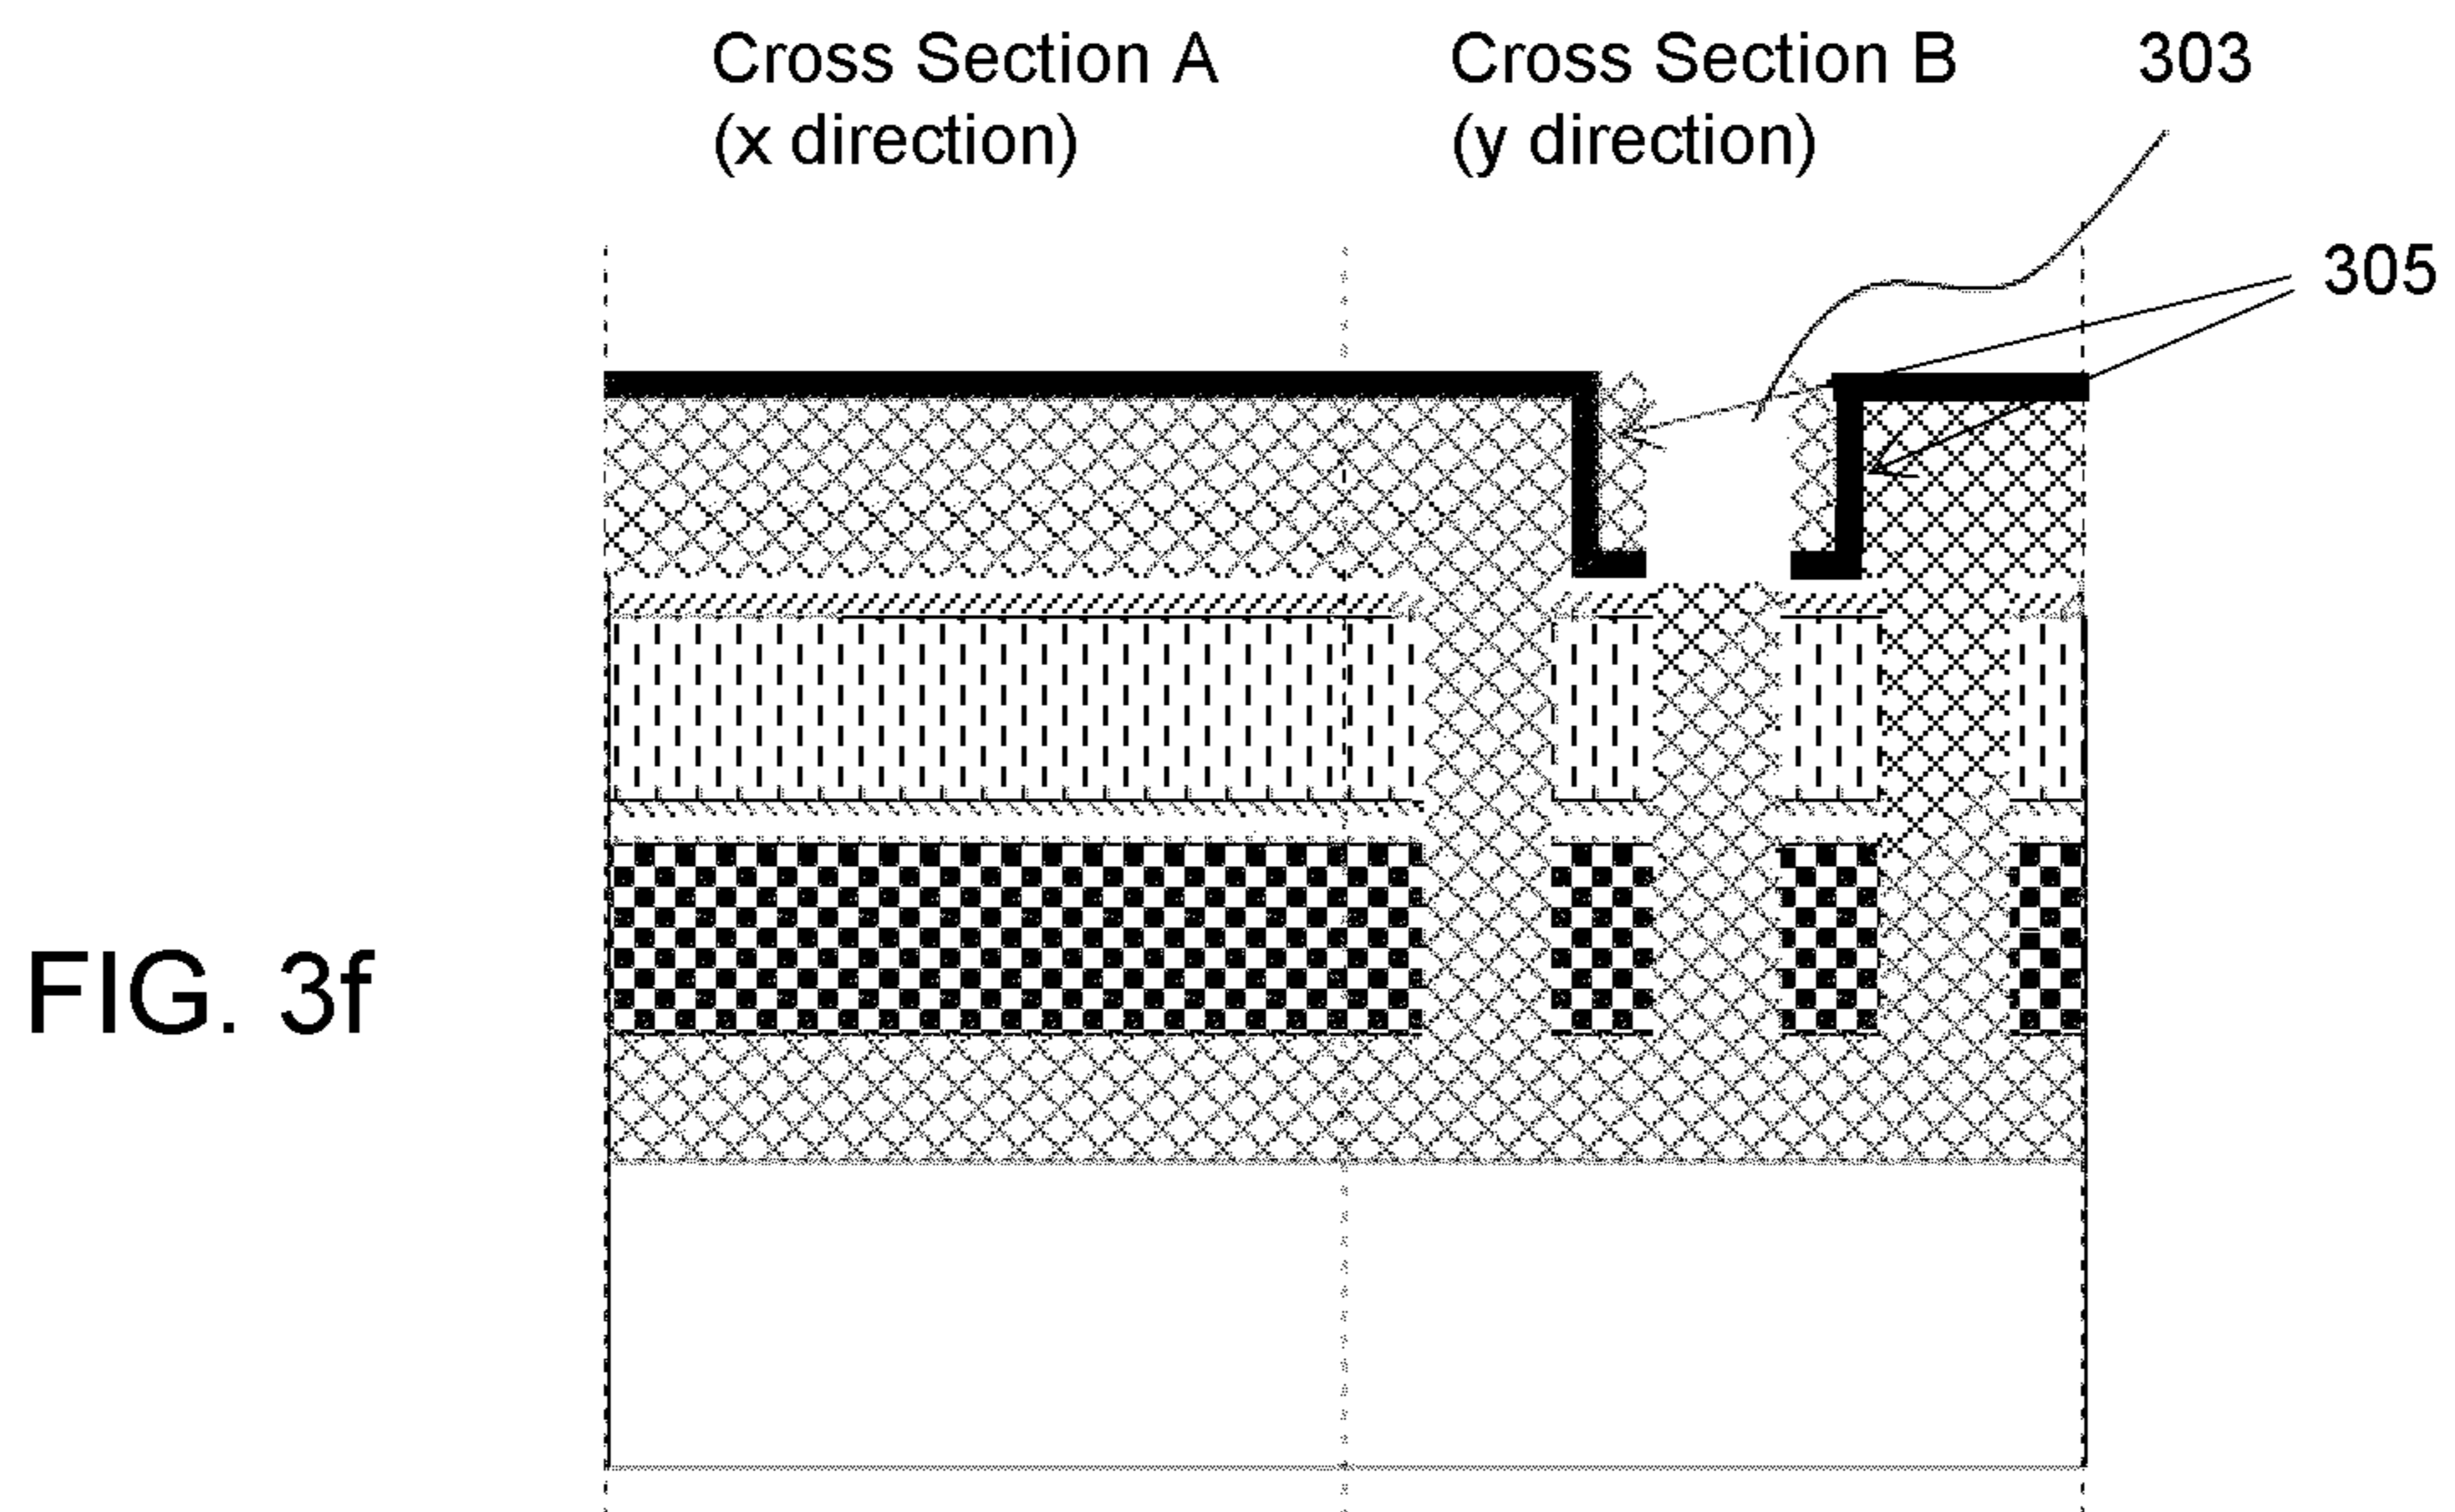 Cross Section A
(x direction)
Cross Section B
(y direction)
303
305
FIG. 3f